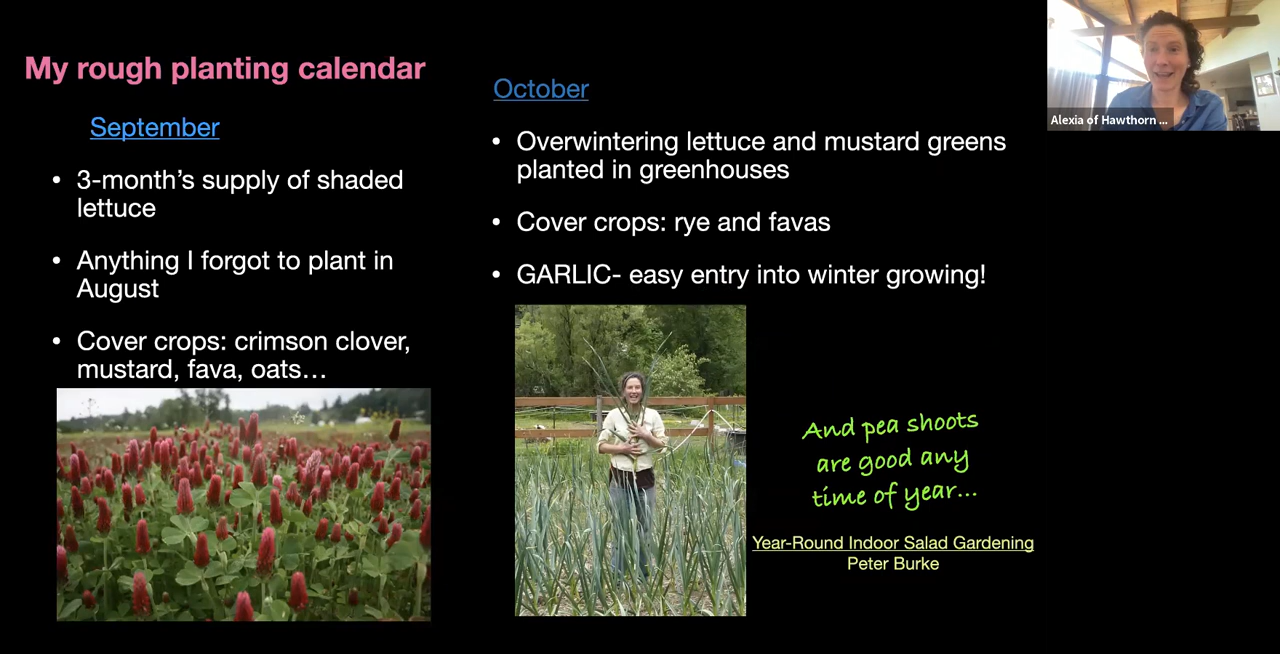 My rough planting calendar
September
• 3-month’s supply of shaded
lettuce
• Anything I forgot to plant in
August
• Cover crops: crimson clover,
mustard, fava, oats…
October
• Overwintering lettuce and mustard greens
planted in greenhouses
• Cover crops: rye and favas
• GARLIC- easy entry into winter growing!
And pea shoots
are good any
time of year...
Year-Round Indoor Salad Gardening
Peter Burke
Alexia of Hawthorn ...